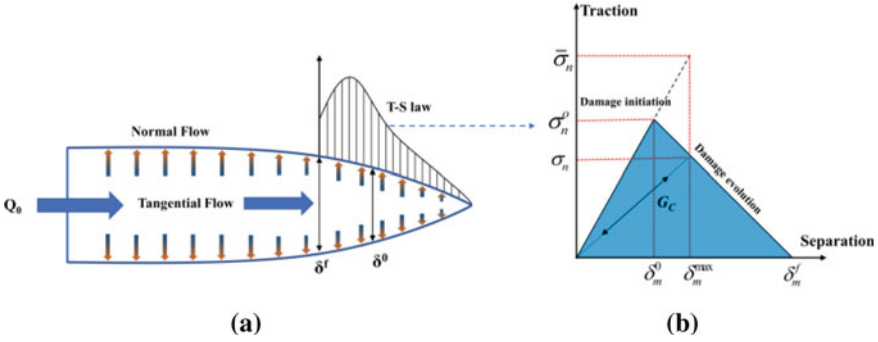 (a)
Normal Flow
Q₀
Tangential Flow
T-S law
δᶠ
δ⁰
(b)
Traction
σ̄ₙ
Damage initiation
σₙᵒ
σₙ
Damage evolution
G_C
Separation
δₘ⁰
δₘᵐᵃˣ
δₘᶠ
(a)
(b)